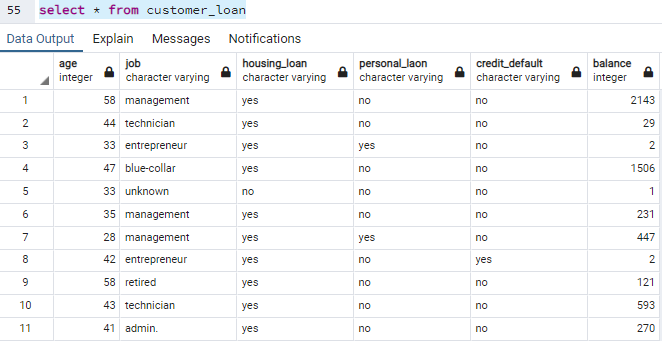 55 select * from customer_loan
Data Output Explain Messages Notifications
age job housing_loan personal_laon credit_default balance
integer character varying character varying character varying character varying integer
1 58 management yes no no 2143
2 44 technician yes no no 29
3 33 entrepreneur yes yes no 2
4 47 blue-collar yes no no 1506
5 33 unknown no no no 1
6 35 management yes no no 231
7 28 management yes yes no 447
8 42 entrepreneur yes no yes 2
9 58 retired yes no no 121
10 43 technician yes no no 593
11 41 admin. yes no no 270